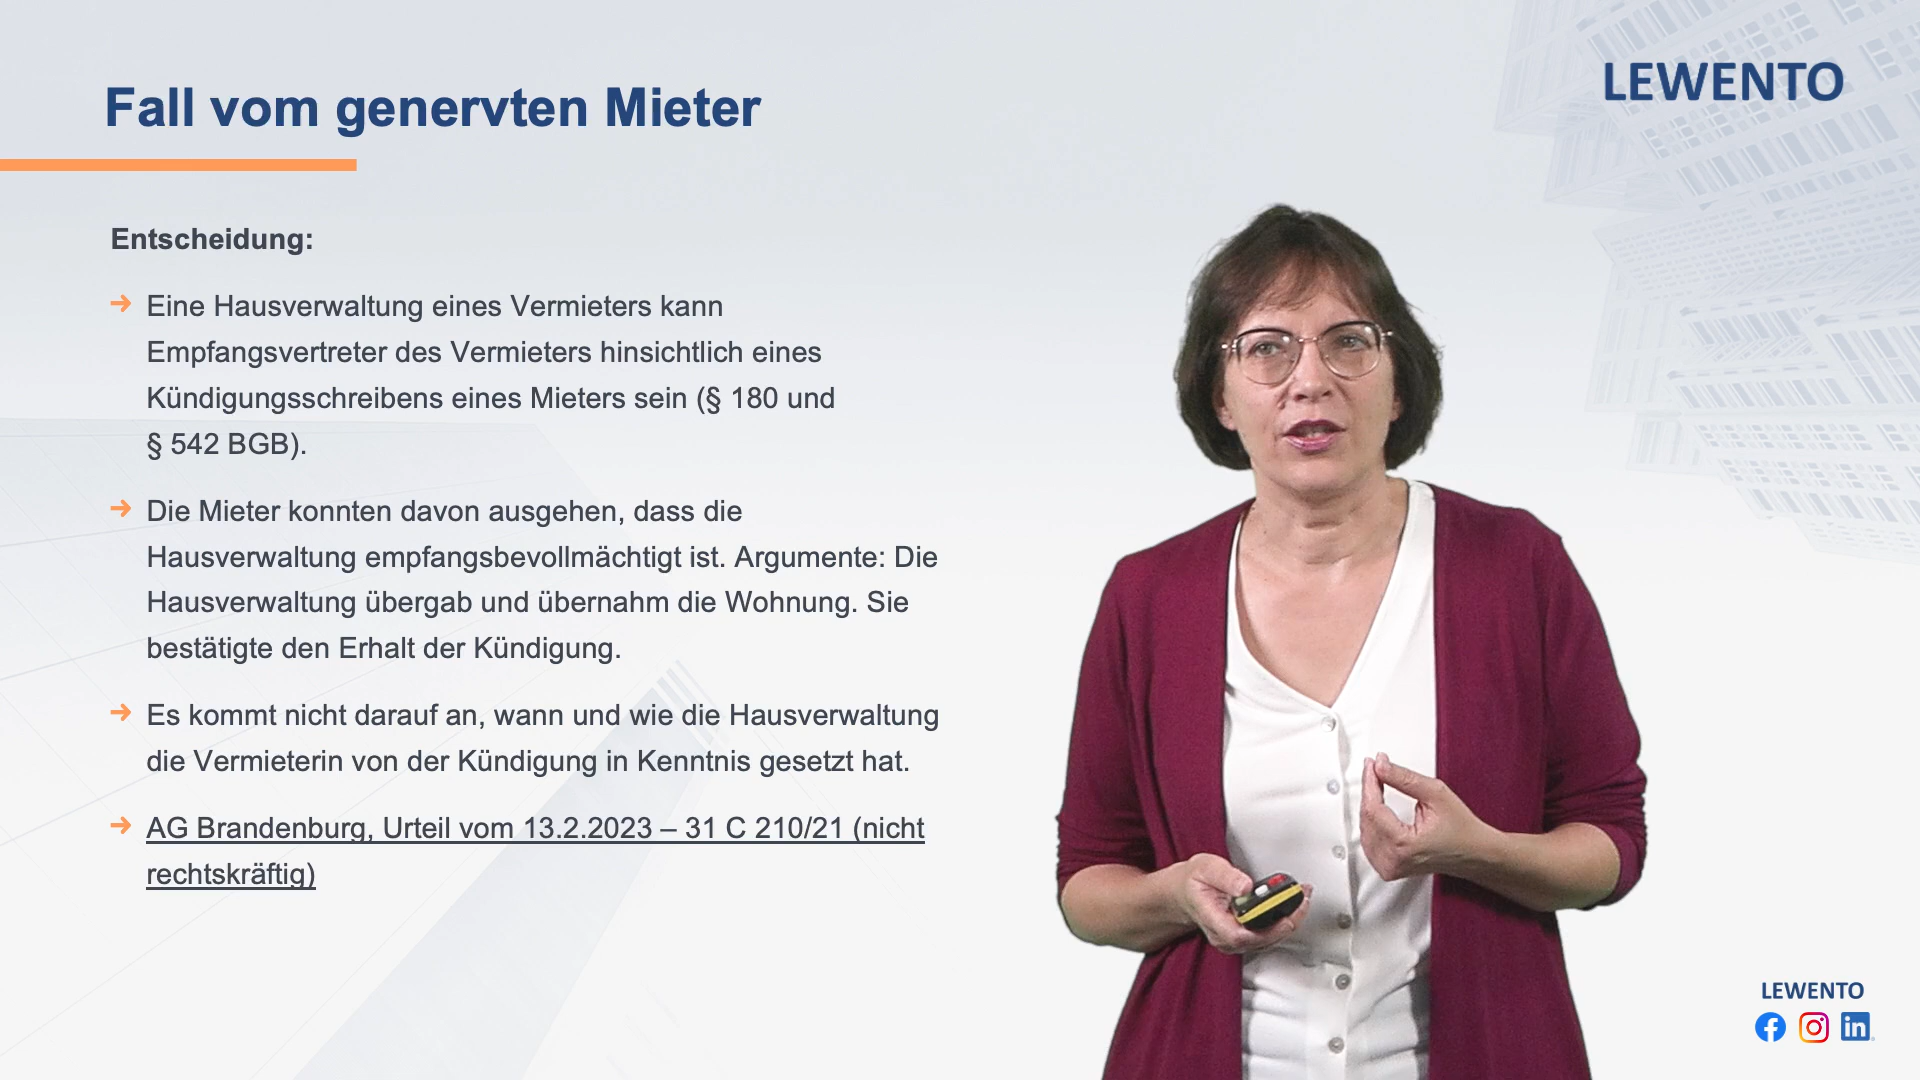 Fall vom genervten Mieter
LEWENTO
Entscheidung:
Eine Hausverwaltung eines Vermieters kann
Empfangsvertreter des Vermieters hinsichtlich eines
Kündigungsschreibens eines Mieters sein (§ 180 und
§ 542 BGB).
Die Mieter konnten davon ausgehen, dass die
Hausverwaltung empfangsbevollmächtigt ist. Argumente: Die
Hausverwaltung übergab und übernahm die Wohnung. Sie
bestätigte den Erhalt der Kündigung.
Es kommt nicht darauf an, wann und wie die Hausverwaltung
die Vermieterin von der Kündigung in Kenntnis gesetzt hat.
AG Brandenburg, Urteil vom 13.2.2023 – 31 C 210/21 (nicht
rechtskräftig)
LEWENTO